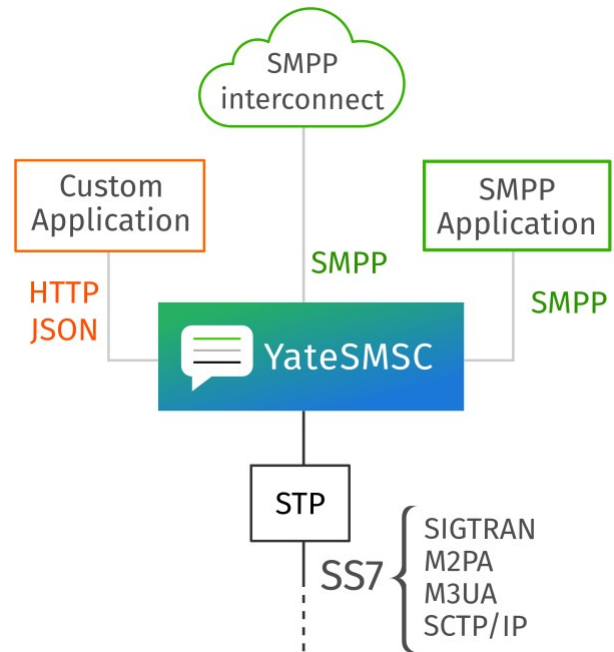 SMPP
interconnect
Custom
Application
SMPP
Application
SMPP
HTTP
JSON
SMPP
YateSMSC
STP
SS7
SIGTRAN
M2PA
M3UA
SCTP/IP